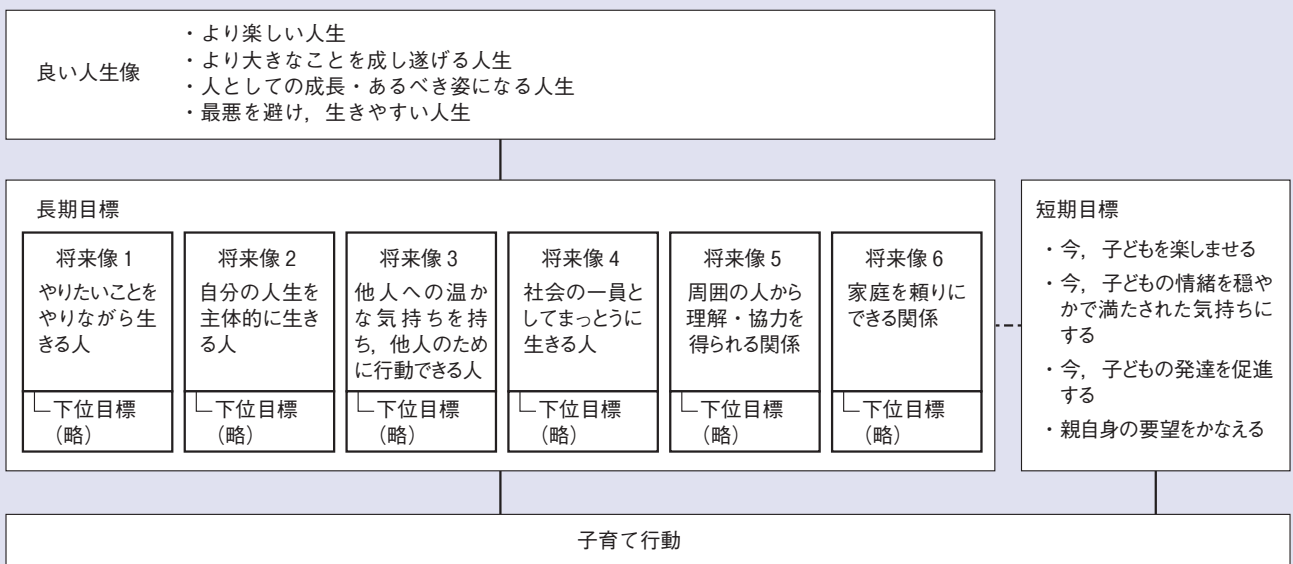 良い人生像
・より楽しい人生
・より大きなことを成し遂げる人生
・人としての成長・あるべき姿になる人生
・最悪を避け，生きやすい人生
長期目標
将来像 1
やりたいことを
やりながら生
きる人
下位目標
（略）
将来像 2
自分の人生を
主体的に生き
る人
下位目標
（略）
将来像 3
他人への温か
な気持ちを持
ち，他人のため
に行動できる人
下位目標
（略）
将来像 4
社会の一員と
してまっとうに
生きる人
下位目標
（略）
将来像 5
周囲の人から
理解・協力を
得られる関係
下位目標
（略）
将来像 6
家庭を頼りに
できる関係
下位目標
（略）
短期目標
・今，子どもを楽しませる
・今，子どもの情緒を穏や
かで満たされた気持ちに
する
・今，子どもの発達を促進
する
・親自身の要望をかなえる
子育て行動